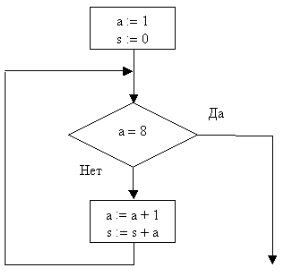 a := 1
s := 0
a = 8
Да
Нет
a := a + 1
s := s + a